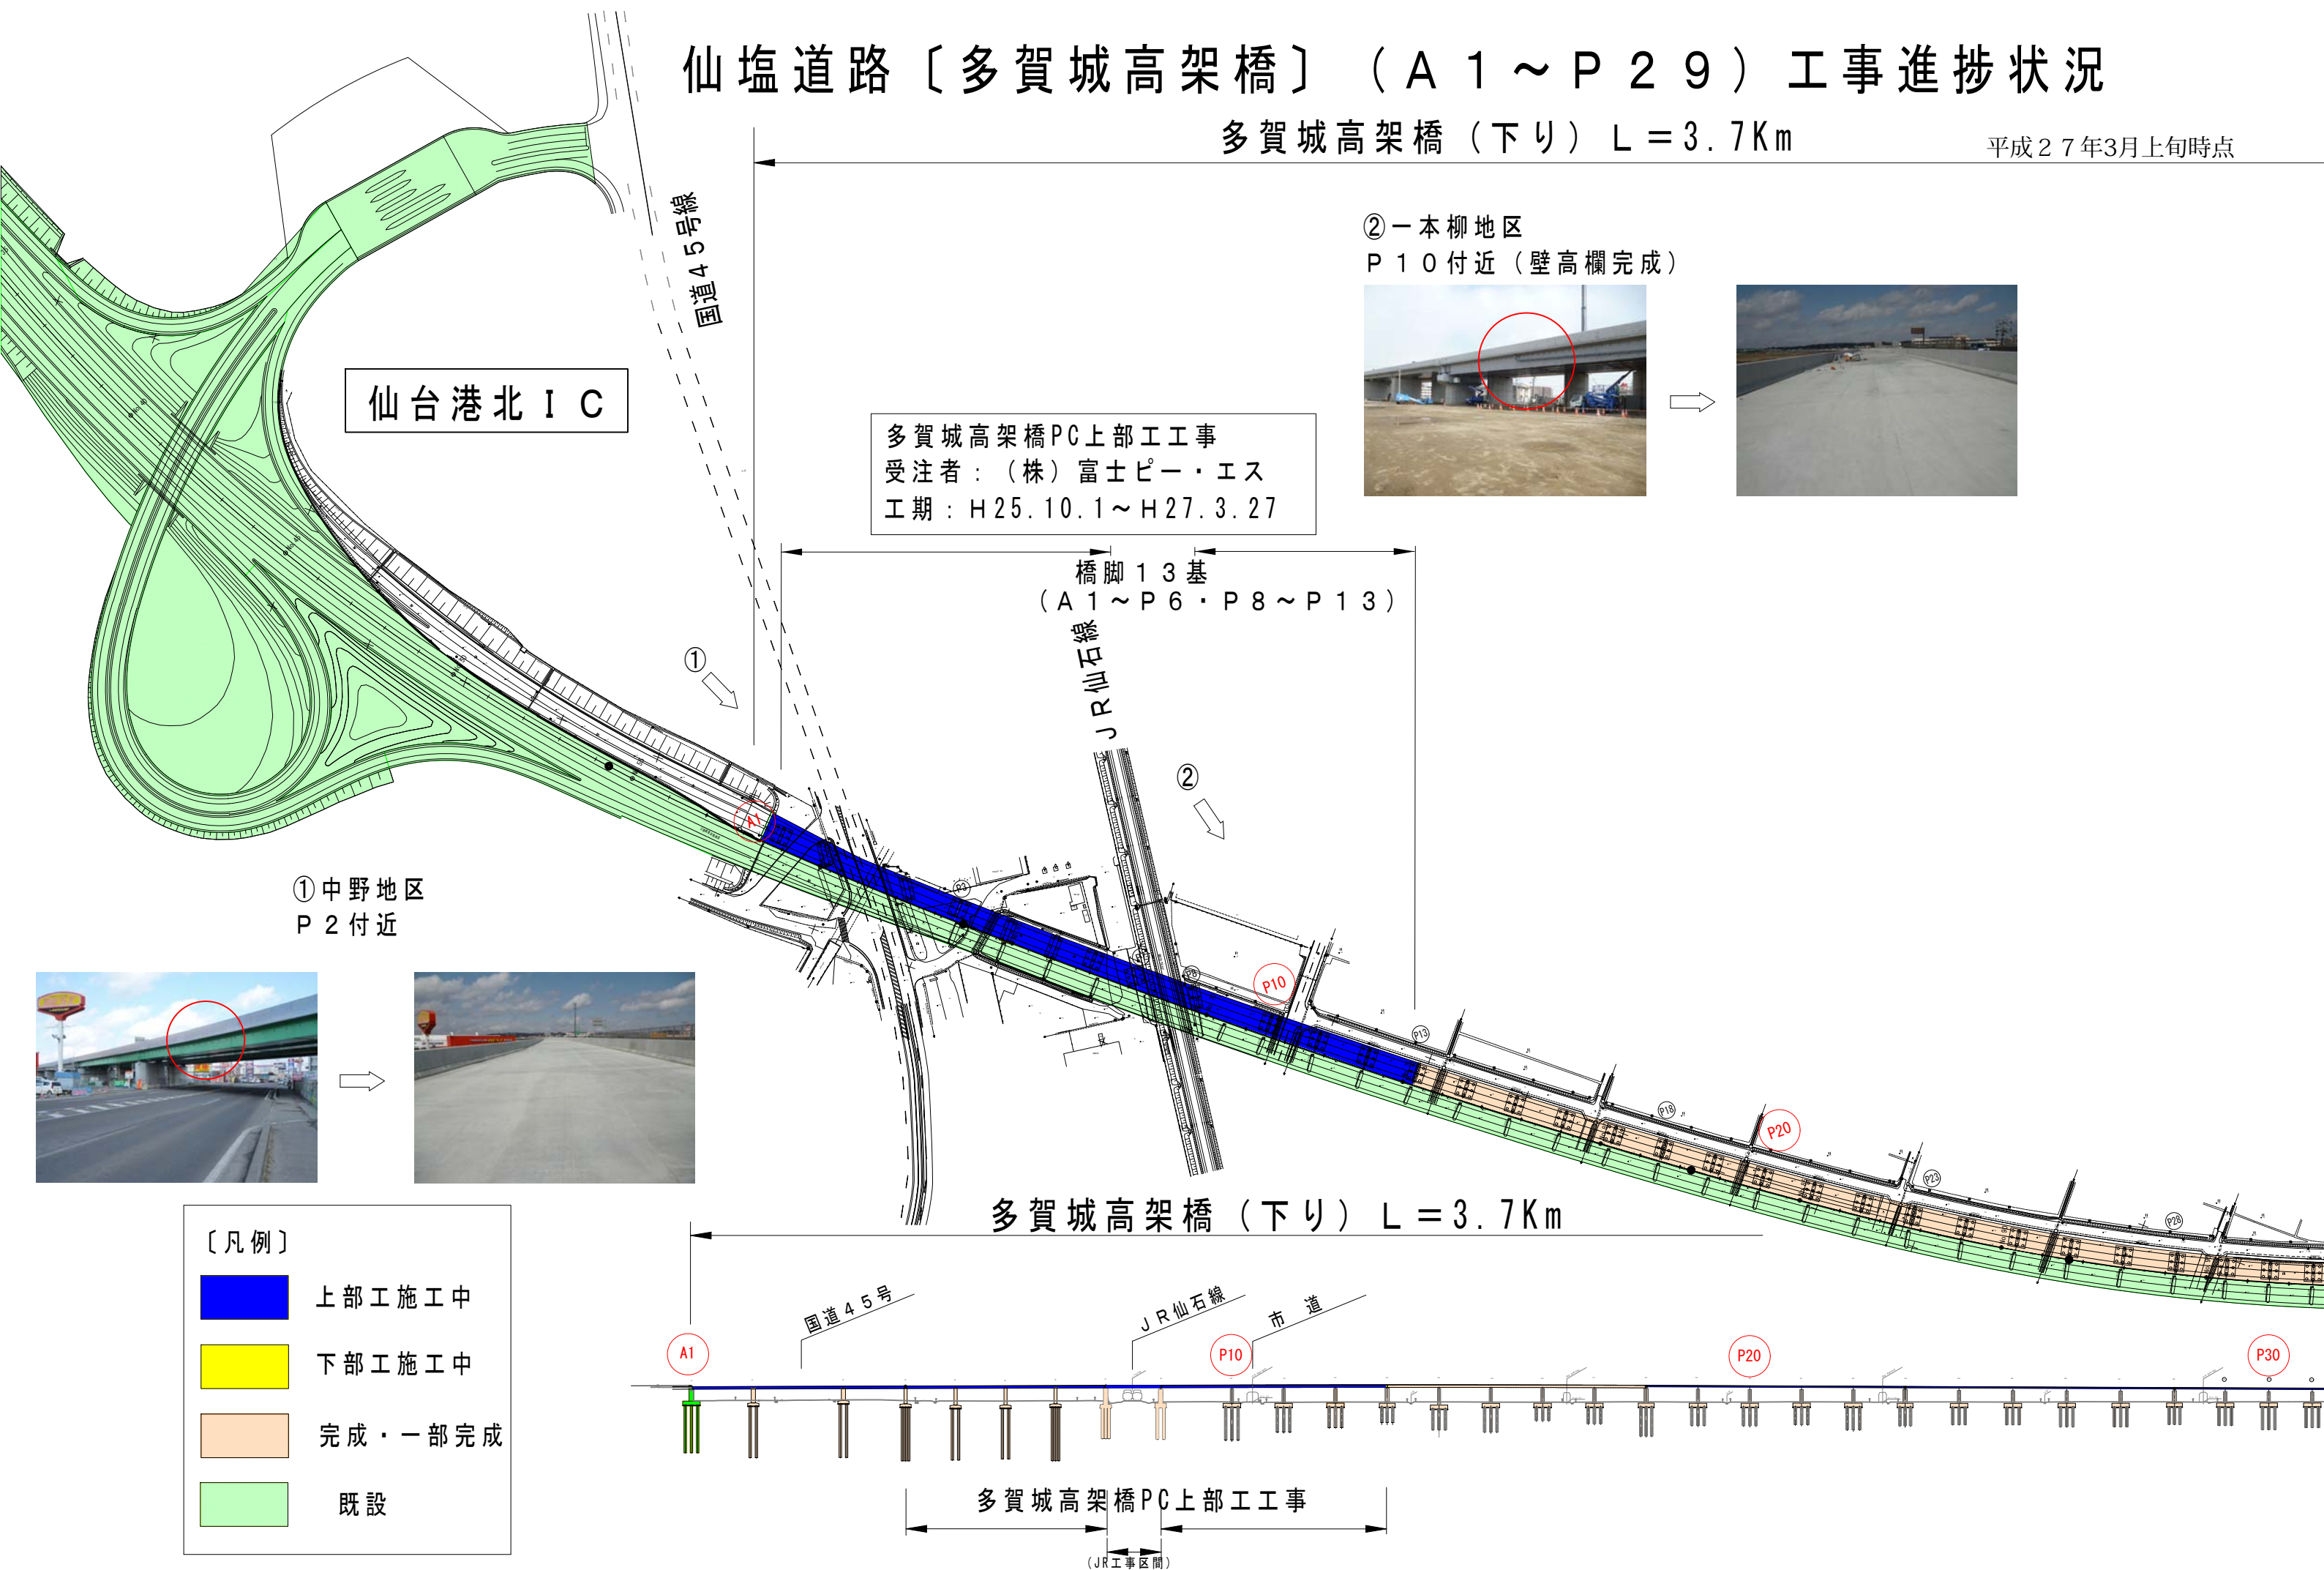 仙塩道路〔多賀城高架橋〕（A1～P29）工事進捗状況
多賀城高架橋（下り）L＝3.7Km
平成２７年3月上旬時点
国道45号線
②一本柳地区
P10付近（壁高欄完成）
仙台港北IC
多賀城高架橋PC上部工工事
受注者：（株）富士ピー・エス
工期：H25.10.1～H27.3.27
橋脚13基
（A1～P6・P8～P13）
JR仙石線
①
②
A1
P3
P8
P10
P13
P18
P20
P23
P28
①中野地区
P2付近
多賀城高架橋（下り）L＝3.7Km
〔凡例〕
上部工施工中
下部工施工中
完成・一部完成
既設
国道45号
JR仙石線
市道
A1
P10
P20
P30
多賀城高架橋PC上部工工事
（JR工事区間）